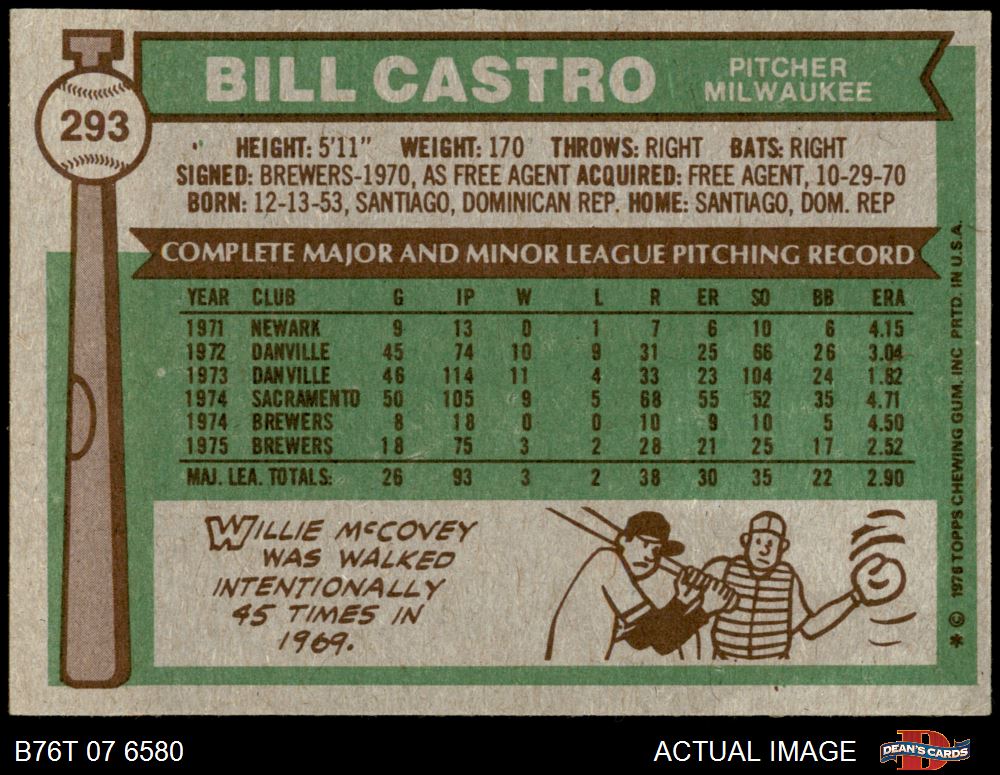 T
293
BILL CASTRO
PITCHER
MILWAUKEE
HEIGHT: 5'11" WEIGHT: 170 THROWS: RIGHT BATS: RIGHT
SIGNED: BREWERS-1970, AS FREE AGENT ACQUIRED: FREE AGENT, 10-29-70
BORN: 12-13-53, SANTIAGO, DOMINICAN REP. HOME: SANTIAGO, DOM. REP
COMPLETE MAJOR AND MINOR LEAGUE PITCHING RECORD
YEAR CLUB G IP W L R ER SO BB ERA
1971 NEWARK 9 13 0 1 7 6 10 6 4.15
1972 DANVILLE 45 74 10 9 31 25 66 26 3.04
1973 DANVILLE 46 114 11 4 33 23 104 24 1.82
1974 SACRAMENTO 50 105 9 5 68 55 52 35 4.71
1974 BREWERS 8 18 0 0 10 9 10 5 4.50
1975 BREWERS 18 75 3 2 28 21 25 17 2.52
MAJ. LEA. TOTALS: 26 93 3 2 38 30 35 22 2.90
WILLIE McCOVEY
WAS WALKED
INTENTIONALLY
45 TIMES IN
1969.
* © 1976 TOPPS CHEWING GUM, INC PRTD. IN U.S.A.
B76T 07 6580
ACTUAL IMAGE
D
DEAN'S CARDS